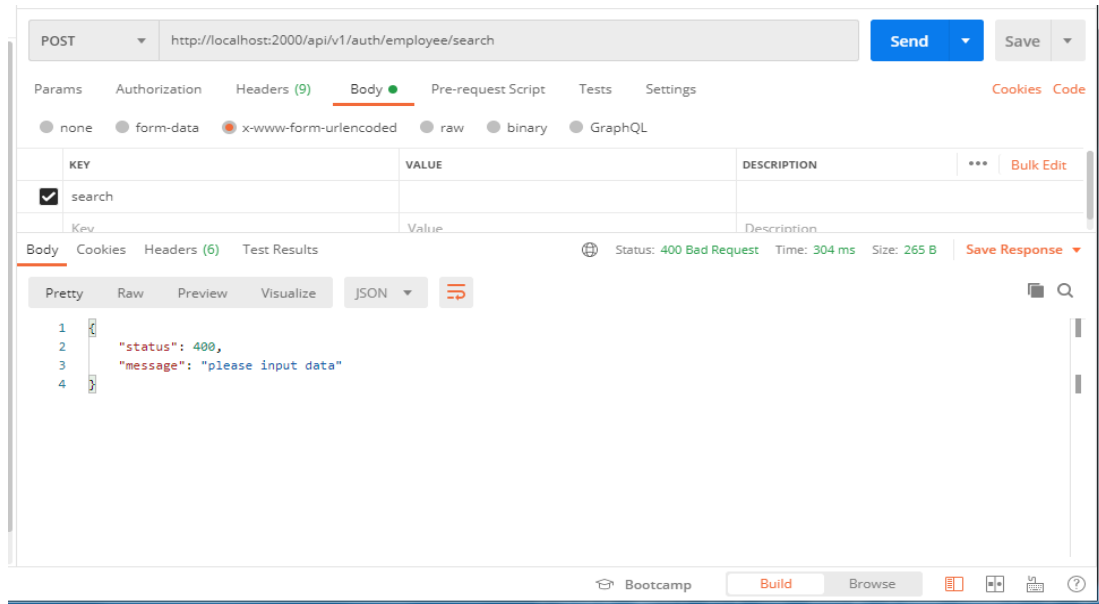 POST http://localhost:2000/api/v1/auth/employee/search Send Save
Params Authorization Headers (9) Body Pre-request Script Tests Settings Cookies Code
none form-data x-www-form-urlencoded raw binary GraphQL
KEY VALUE DESCRIPTION ••• Bulk Edit
search
Key Value Description
Body Cookies Headers (6) Test Results Status: 400 Bad Request Time: 304 ms Size: 265 B Save Response
Pretty Raw Preview Visualize JSON
1 {
2 "status": 400,
3 "message": "please input data"
4 }
Bootcamp Build Browse